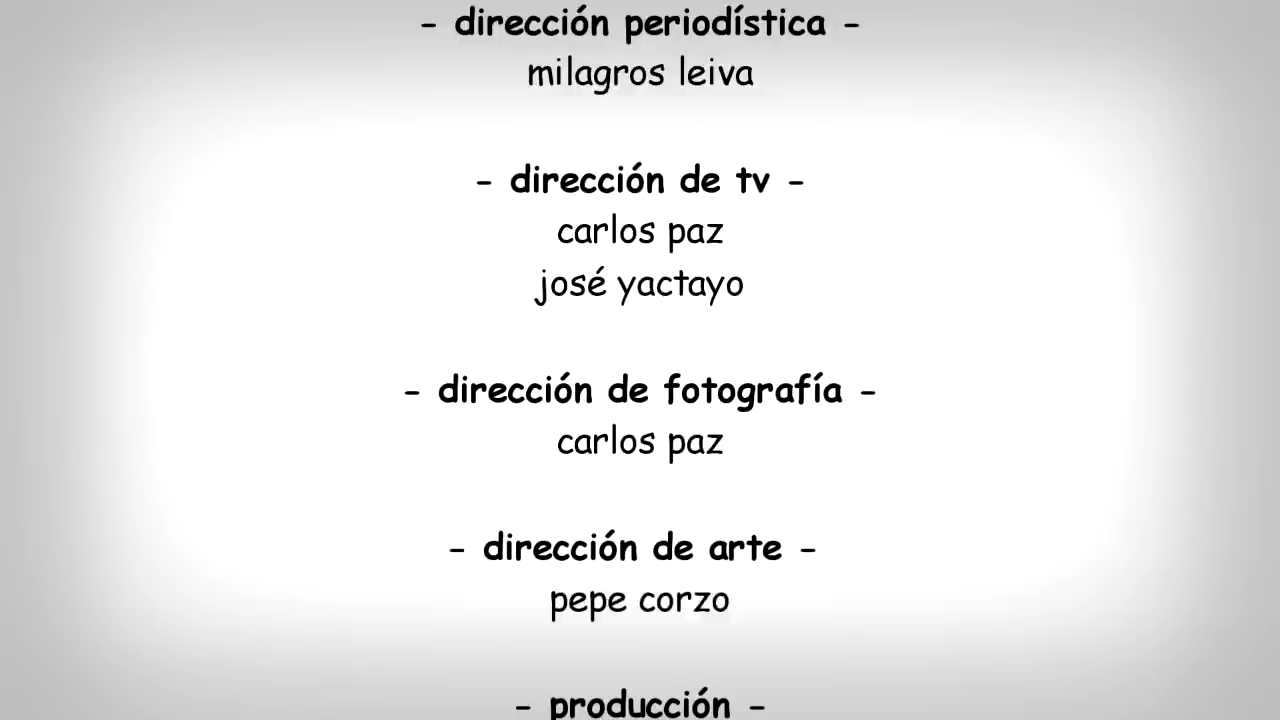 - dirección periodística -
milagros leiva
- dirección de tv -
carlos paz
josé yactayo
- dirección de fotografía -
carlos paz
- dirección de arte -
pepe corzo
- producción -